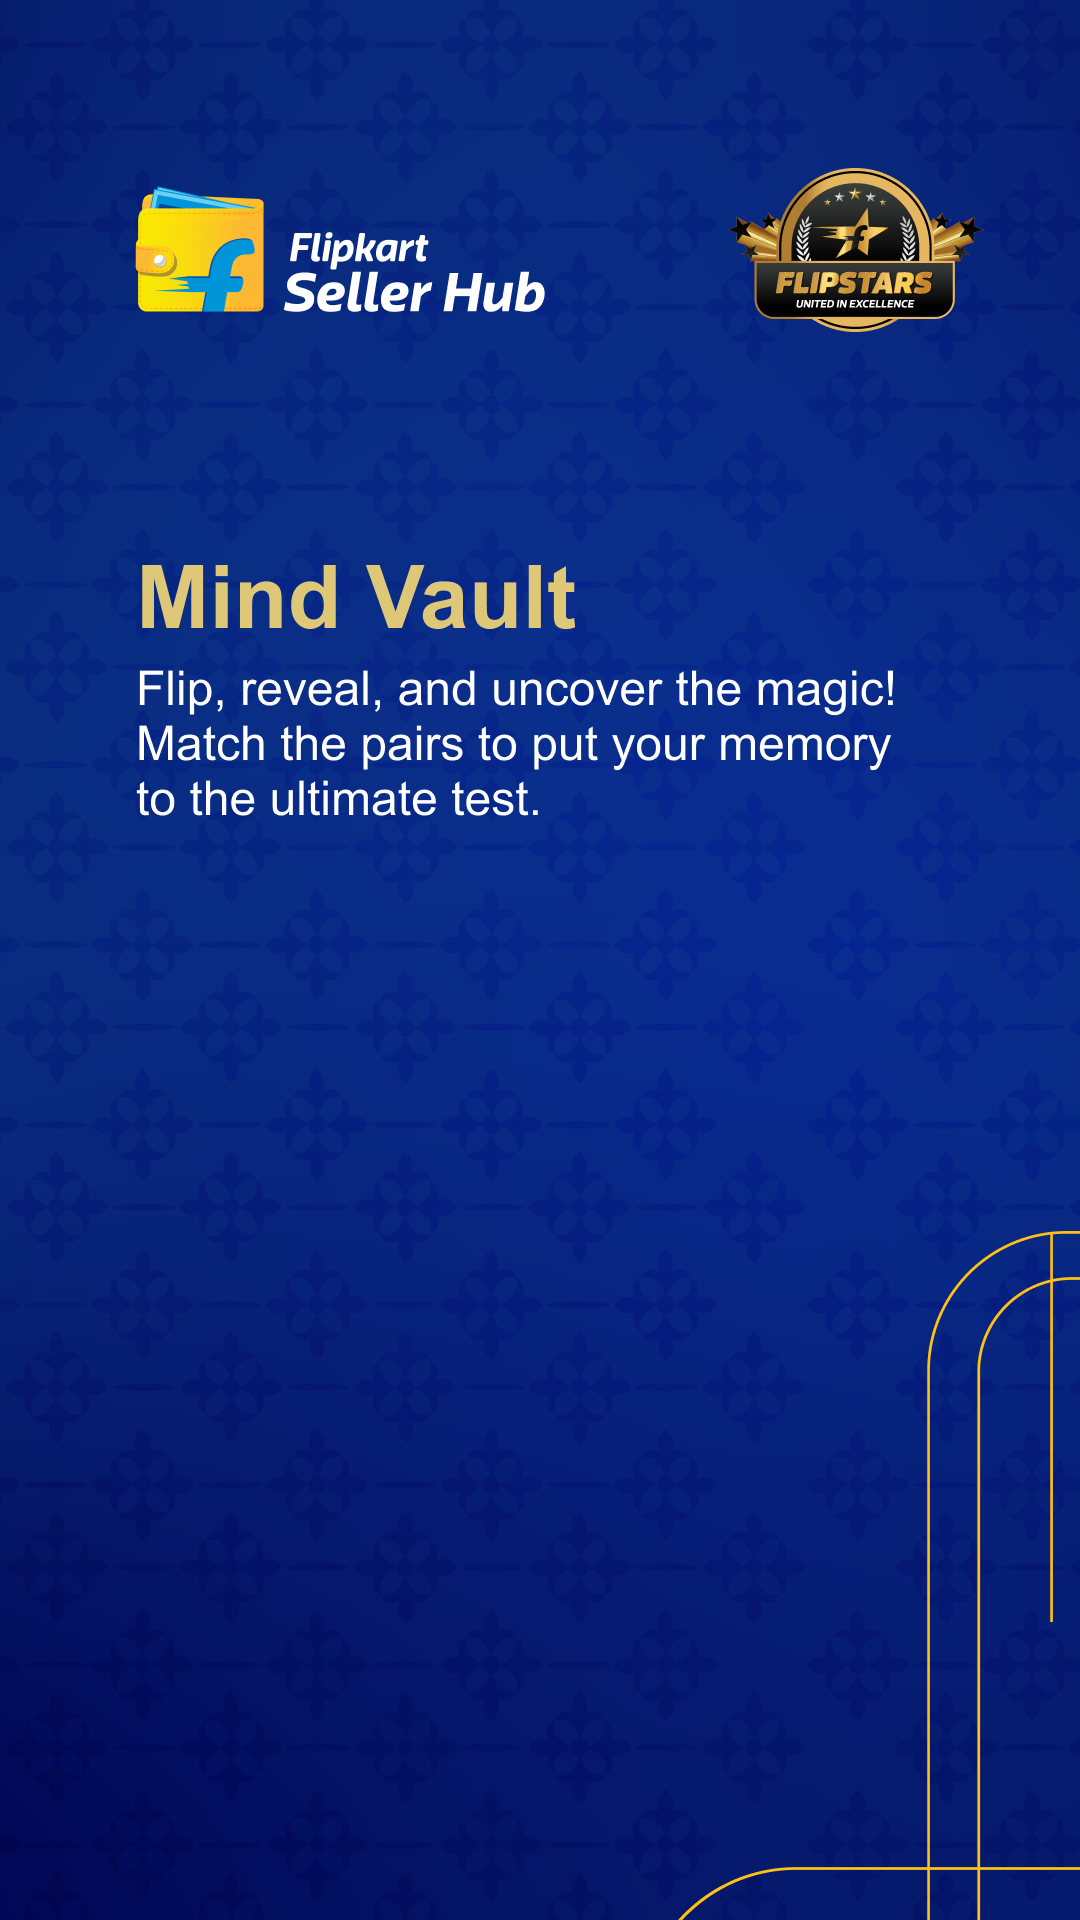 Flipkart
Seller Hub
FLIPSTARS
UNITED IN EXCELLENCE
Mind Vault
Flip, reveal, and uncover the magic!
Match the pairs to put your memory
to the ultimate test.